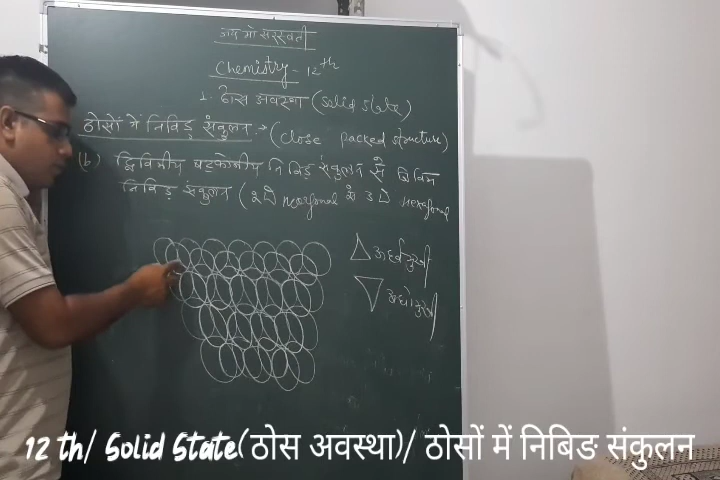 जय माँ सरस्वती
Chemistry - 12th
1. ठोस अवस्था (solid state)
ठोसों में निविड़ संकुलन → (close packed structure)
(b) द्विविमीय षट्कोणीय निविड़ संकुलन से त्रिविम
निविड़ संकुलन (2D hexagonal से 3D hexagonal
ऊर्ध्वमुखी
अधोमुखी
12 th/ Solid State(ठोस अवस्था)/ ठोसों में निबिङ संकुलन